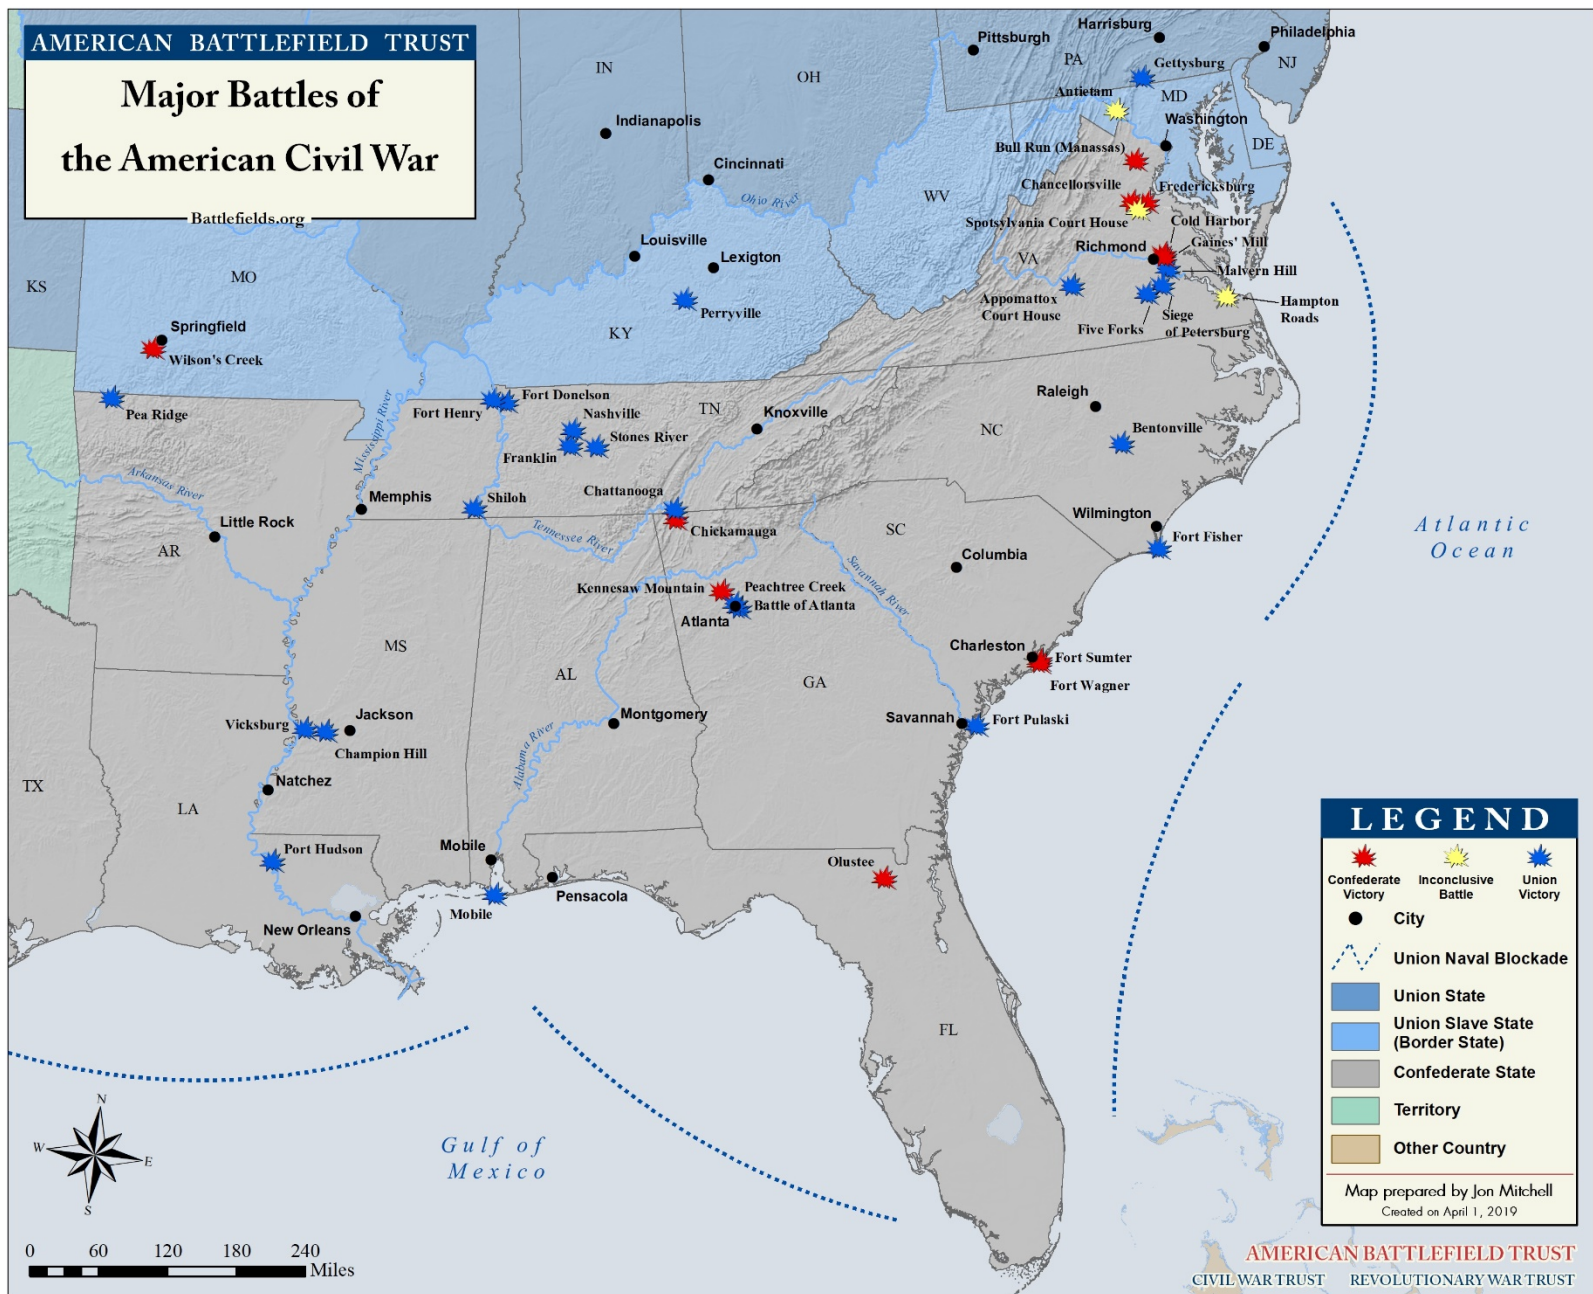 AMERICAN BATTLEFIELD TRUST
Major Battles of
the American Civil War
Battlefields.org
Harrisburg
Philadelphia
Pittsburgh
PA
NJ
Gettysburg
IN
OH
Antietam
MD
Washington
Indianapolis
Bull Run (Manassas)
DE
Cincinnati
Chancellorsville
Fredericksburg
WV
Ohio River
Spotsylvania Court House
Cold Harbor
Louisville
Richmond
Gaines' Mill
Lexigton
VA
Malvern Hill
MO
KS
Appomattox
Court House
Hampton
Roads
Perryville
Siege
of Petersburg
Five Forks
Springfield
KY
Wilson's Creek
Raleigh
Fort Donelson
Fort Henry
Pea Ridge
Nashville
TN
Knoxville
NC
Bentonville
Mississippi River
Stones River
Franklin
Arkansas River
Chattanooga
Memphis
Shiloh
Wilmington
Little Rock
Tennessee River
Chickamauga
SC
Fort Fisher
Atlantic
Ocean
AR
Columbia
Savannah River
Kennesaw Mountain
Peachtree Creek
Battle of Atlanta
Atlanta
MS
AL
GA
Charleston
Fort Sumter
Fort Wagner
Vicksburg
Jackson
Montgomery
Savannah
Fort Pulaski
Champion Hill
Alabama River
TX
Natchez
LA
Port Hudson
Mobile
Olustee
Pensacola
Mobile
New Orleans
FL
Gulf of
Mexico
N
W
E
S
0 60 120 180 240
Miles
LEGEND
Confederate
Victory
Inconclusive
Battle
Union
Victory
City
Union Naval Blockade
Union State
Union Slave State
(Border State)
Confederate State
Territory
Other Country
Map prepared by Jon Mitchell
Created on April 1, 2019
AMERICAN BATTLEFIELD TRUST
CIVIL WAR TRUST REVOLUTIONARY WAR TRUST